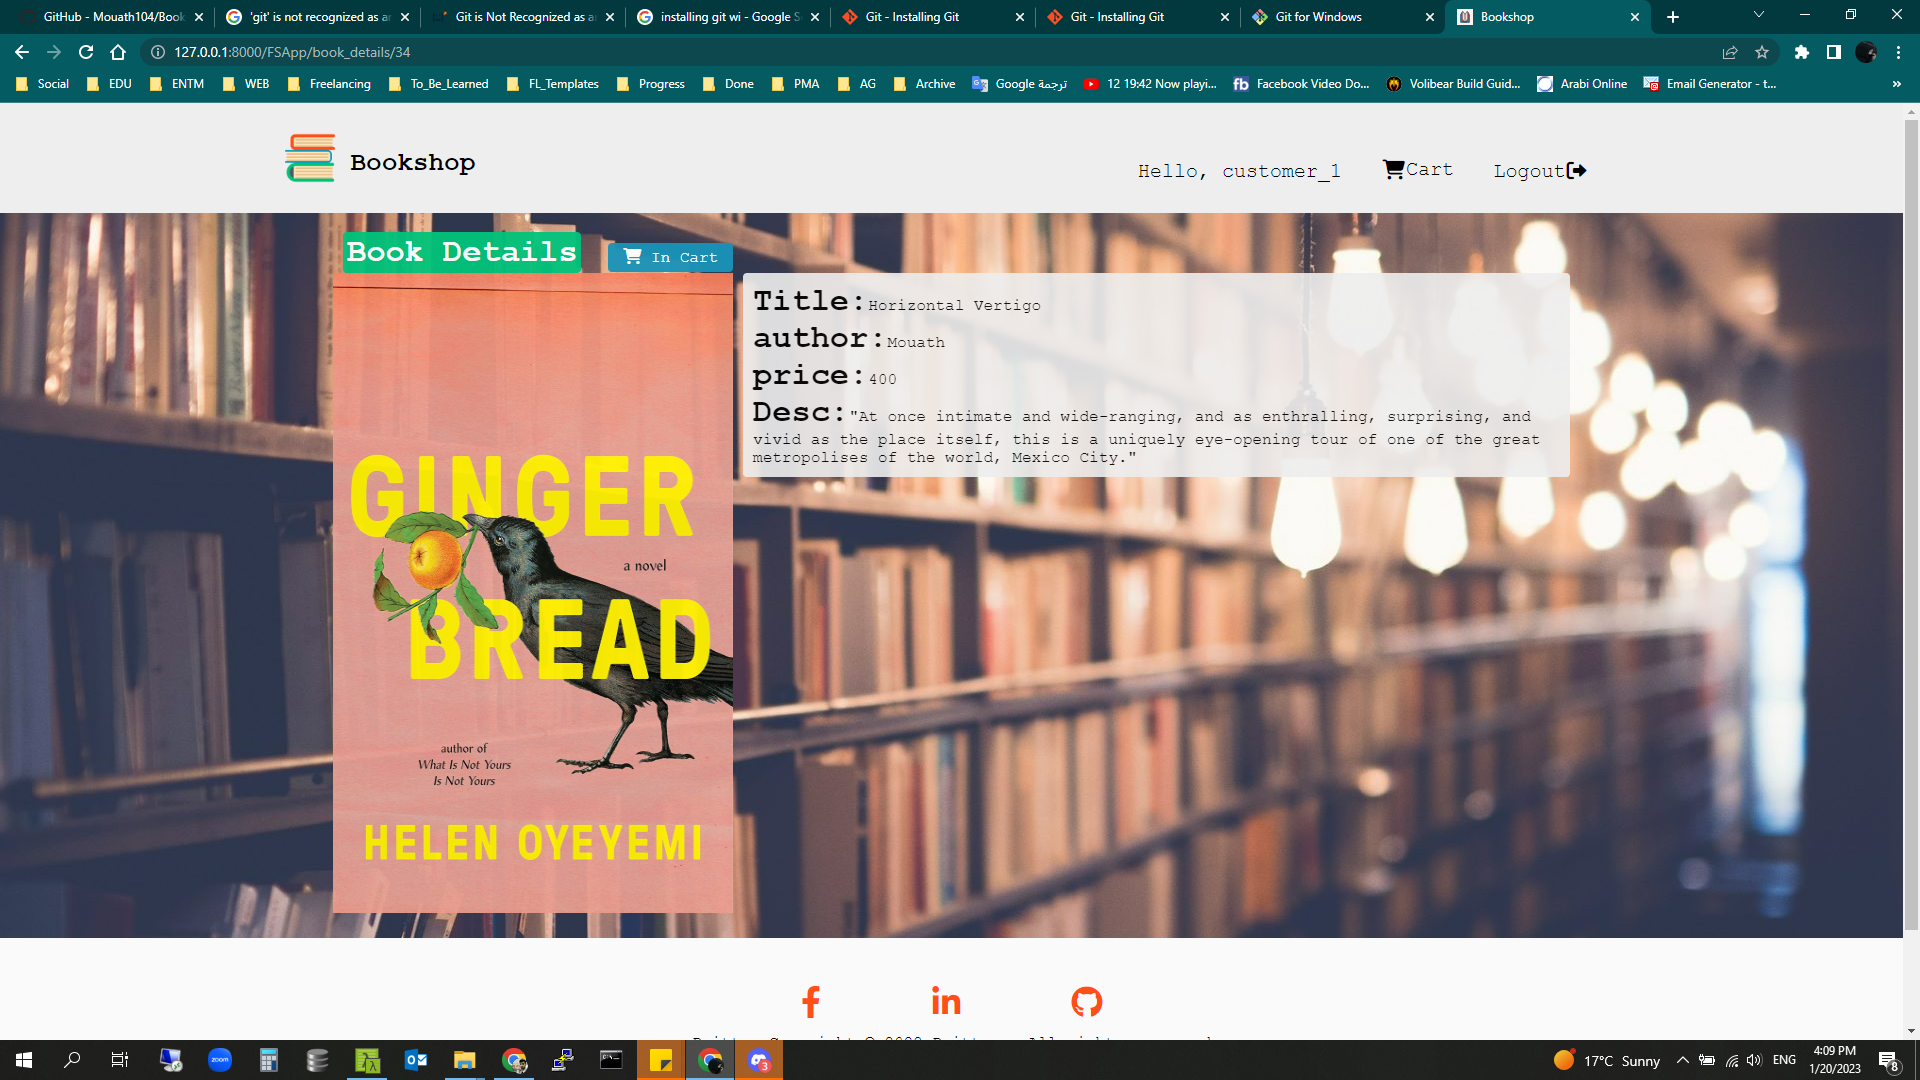 GitHub - Mouath104/Book
'git' is not recognized as an
Git is Not Recognized as a
installing git wi - Google S
Git - Installing Git
Git - Installing Git
Git for Windows
Bookshop
127.0.0.1:8000/FSApp/book_details/34
Social
EDU
ENTM
WEB
Freelancing
To_Be_Learned
FL_Templates
Progress
Done
PMA
AG
Archive
Google ترجمة
12 19:42 Now playi...
Facebook Video Do...
Volibear Build Guid...
Arabi Online
Email Generator - t...
»
Bookshop
Hello, customer_1
Cart
Logout
Book Details
In Cart
Title:Horizontal Vertigo
author:Mouath
price:400
Desc:"At once intimate and wide-ranging, and as enthralling, surprising, and
vivid as the place itself, this is a uniquely eye-opening tour of one of the great
metropolises of the world, Mexico City."
GINGER
a novel
BREAD
author of
What Is Not Yours
Is Not Yours
HELEN OYEYEMI
zoom
3
17°C Sunny
ENG
4:09 PM
1/20/2023
8